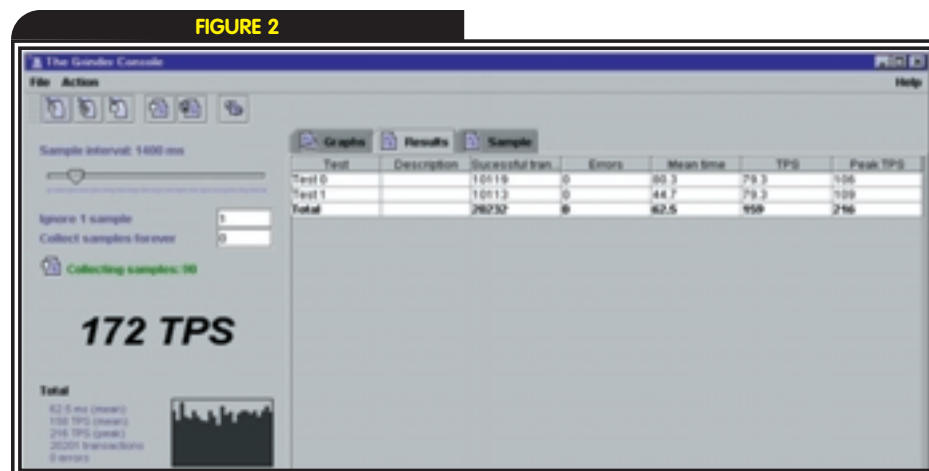 FIGURE 2
The Grinder Console
File Action Help
Graphs Results Sample
Sample interval: 1400 ms
Test Description Sucessful tran... Errors Mean time TPS Peak TPS
Test 0 10119 0 80.3 79.3 106
Test 1 10113 0 44.7 79.3 109
Total 20232 0 62.5 159 216
Ignore 1 sample 1
Collect samples forever 0
Collecting samples: 90
172 TPS
Total
62.5 ms (mean)
158 TPS (mean)
216 TPS (peak)
20201 transactions
0 errors